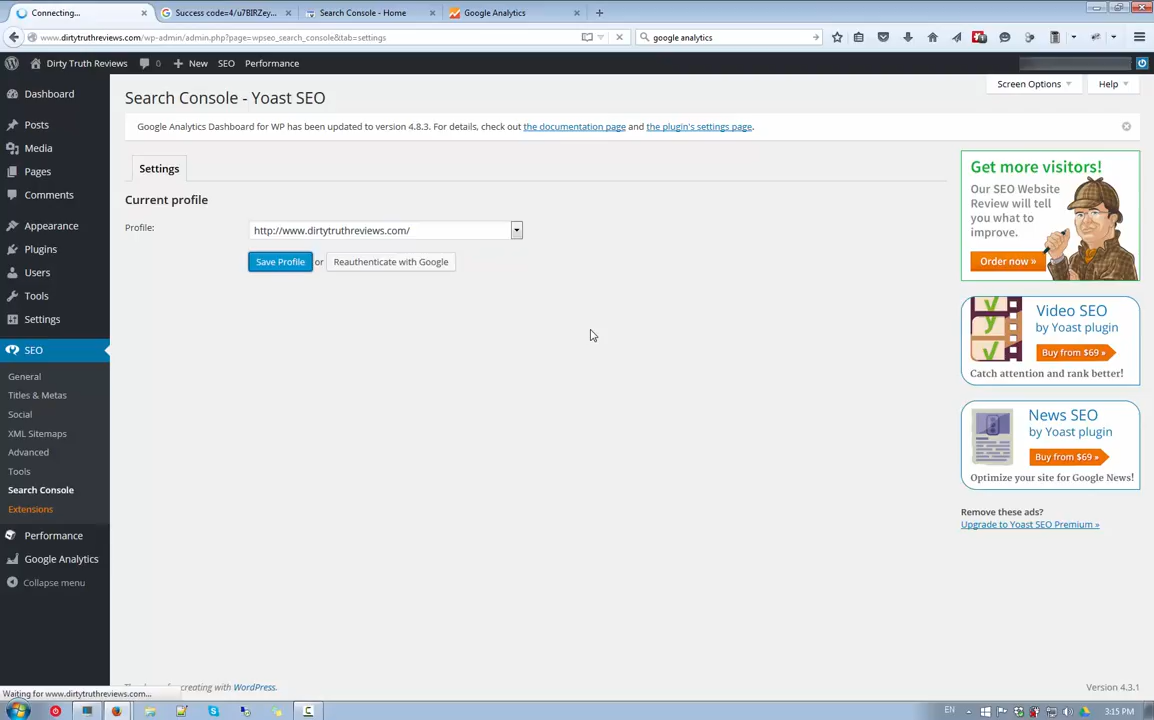 Connecting...
Success code=4/u7BIRZey...
Search Console - Home
Google Analytics
www.dirtytruthreviews.com/wp-admin/admin.php?page=wpseo_search_console&tab=settings
google analytics
Dirty Truth Reviews
0
New
SEO
Performance
Screen Options
Help
Dashboard
Posts
Media
Pages
Comments
Appearance
Plugins
Users
Tools
Settings
SEO
General
Titles & Metas
Social
XML Sitemaps
Advanced
Tools
Search Console
Extensions
Performance
Google Analytics
Collapse menu
Search Console - Yoast SEO
Google Analytics Dashboard for WP has been updated to version 4.8.3. For details, check out the documentation page and the plugin's settings page.
Settings
Current profile
Profile:
http://www.dirtytruthreviews.com/
Save Profile or Reauthenticate with Google
Get more visitors!
Our SEO Website
Review will tell
you what to
improve.
Order now »
Video SEO
by Yoast plugin
Buy from $69 »
Catch attention and rank better!
News SEO
by Yoast plugin
Buy from $69 »
Optimize your site for Google News!
Remove these ads?
Upgrade to Yoast SEO Premium »
creating with WordPress.
Version 4.3.1
Waiting for www.dirtytruthreviews.com...
EN
3:15 PM